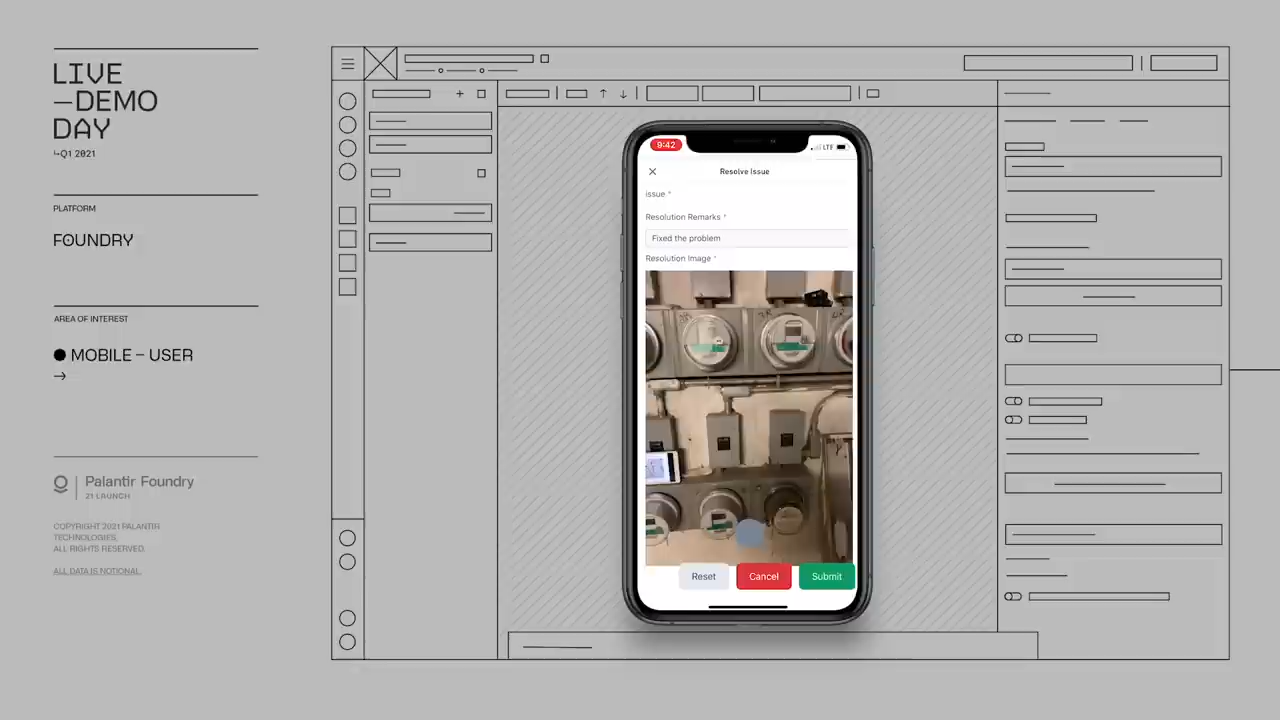 LIVE
—DEMO
DAY
↳Q1 2021
PLATFORM
FOUNDRY
AREA OF INTEREST
● MOBILE – USER
→
Palantir Foundry
21 LAUNCH
COPYRIGHT 2021 PALANTIR
TECHNOLOGIES.
ALL RIGHTS RESERVED.
ALL DATA IS NOTIONAL.
9:42
LTE
Resolve Issue
issue *
Resolution Remarks *
Fixed the problem
Resolution Image *
Reset
Cancel
Submit